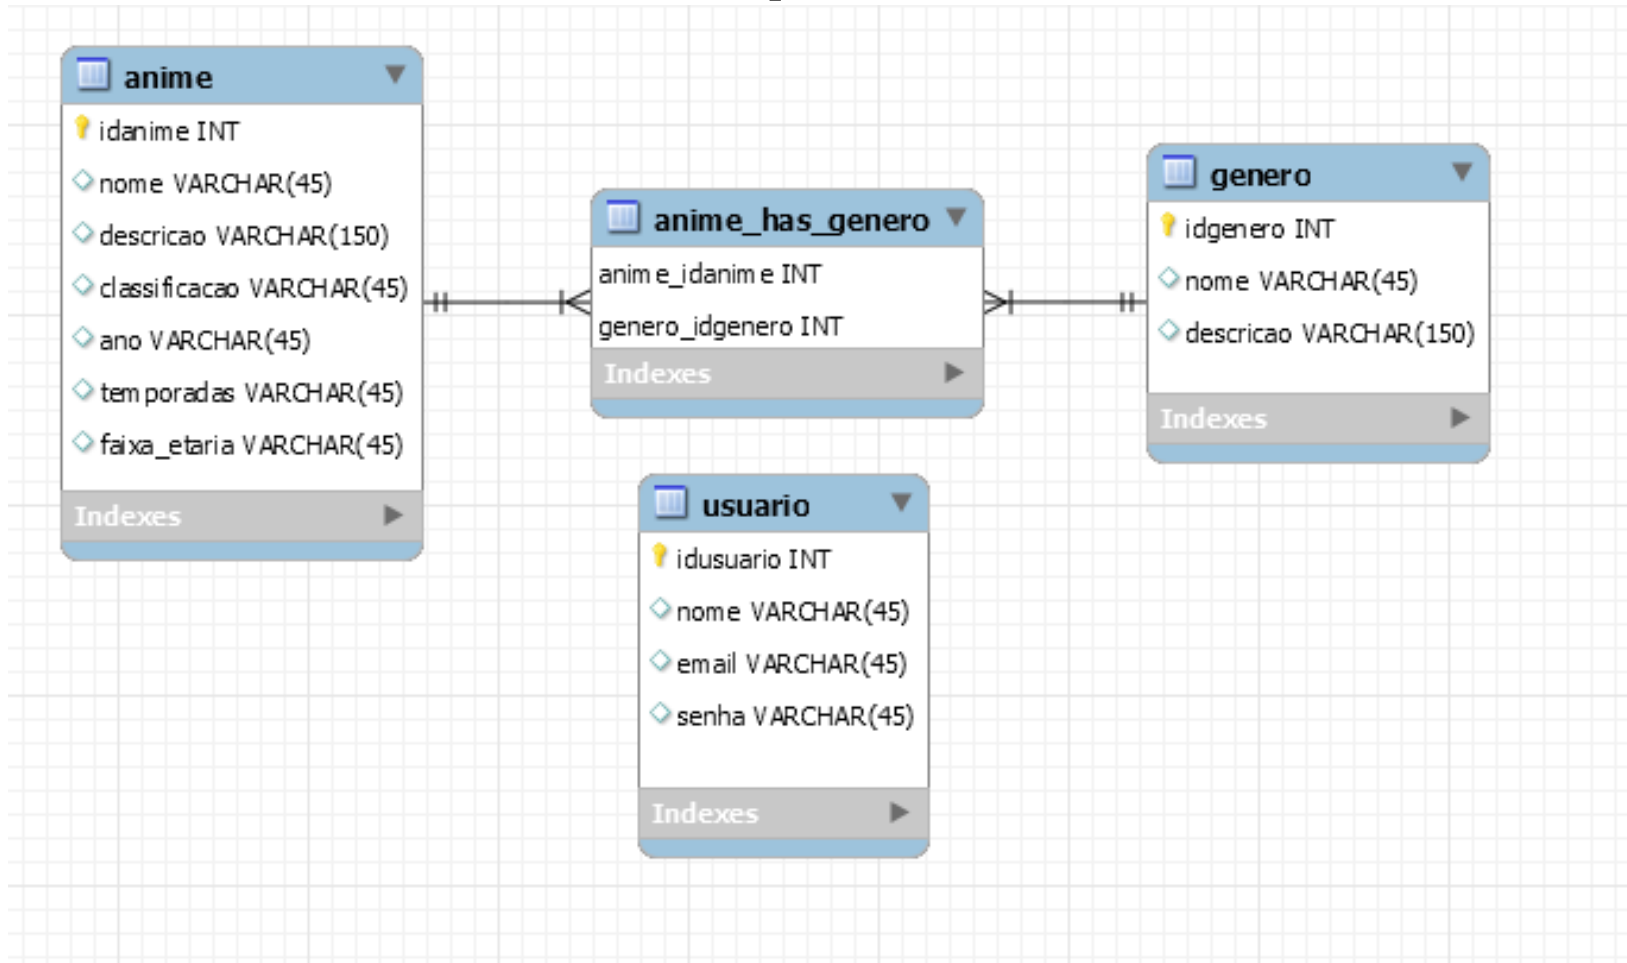 anime
idanime INT
nome VARCHAR(45)
descricao VARCHAR(150)
classificacao VARCHAR(45)
ano VARCHAR(45)
temporadas VARCHAR(45)
faixa_etaria VARCHAR(45)
Indexes
anime_has_genero
anime_idanime INT
genero_idgenero INT
Indexes
genero
idgenero INT
nome VARCHAR(45)
descricao VARCHAR(150)
Indexes
usuario
idusuario INT
nome VARCHAR(45)
email VARCHAR(45)
senha VARCHAR(45)
Indexes